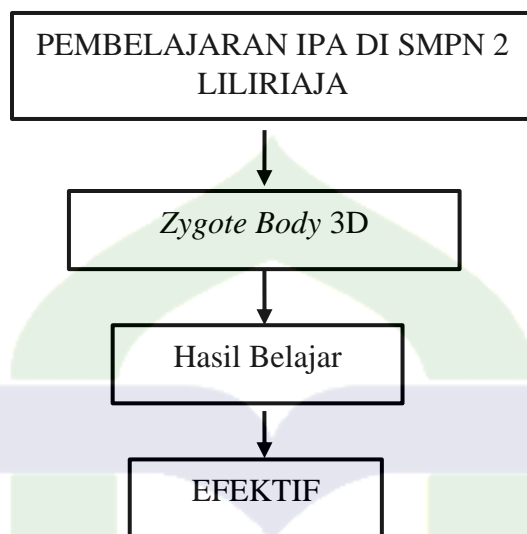 PEMBELAJARAN IPA DI SMPN 2
LILIRIAJA
Zygote Body 3D
Hasil Belajar
EFEKTIF